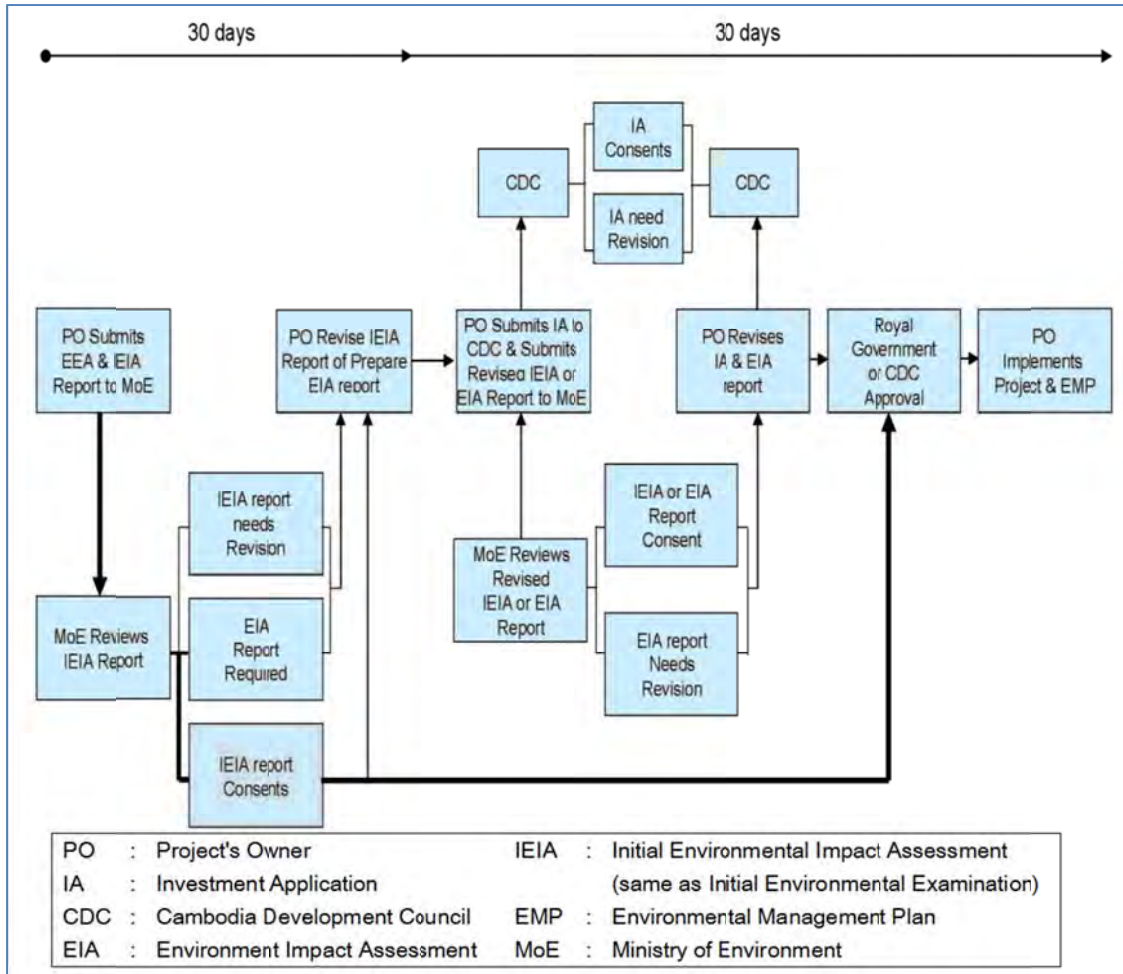 30 days
30 days
IA
Consents
CDC
CDC
IA need
Revision
PO Submits
EEA & IEIA
Report to MoE
PO Revise IEIA
Report of Prepare
EIA report
PO Submits IA to
CDC & Submits
Revised IEIA or
EIA Report to MoE
PO Revises
IA & EIA
report
Royal
Government
or CDC
Approval
PO
Implements
Project & EMP
IEIA report
needs
Revision
IEIA or EIA
Report
Consent
MoE Reviews
IEIA Report
EIA
Report
Required
MoE Reviews
Revised
IEIA or EIA
Report
EIA report
Needs
Revision
IEIA report
Consents
PO : Project's Owner
IA : Investment Application
CDC : Cambodia Development Council
EIA : Environment Impact Assessment
IEIA : Initial Environmental Impact Assessment
(same as Initial Environmental Examination)
EMP : Environmental Management Plan
MoE : Ministry of Environment